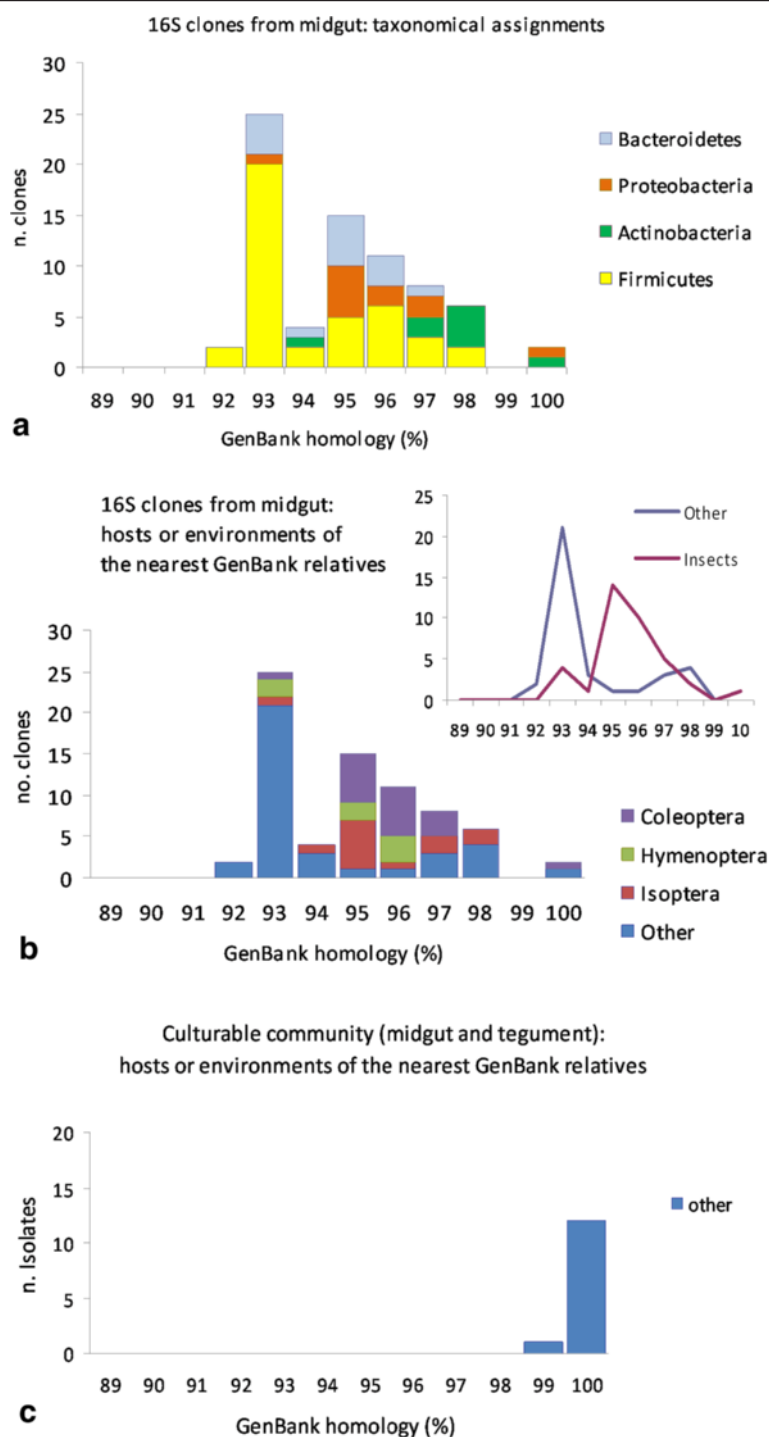 16S clones from midgut: taxonomical assignments
30
25
20
15
10
5
0
n. clones
Bacteroidetes
Proteobacteria
Actinobacteria
Firmicutes
89 90 91 92 93 94 95 96 97 98 99 100
GenBank homology (%)
a
16S clones from midgut:
hosts or environments of
the nearest GenBank relatives
25
20
15
10
5
0
Other
Insects
89 90 91 92 93 94 95 96 97 98 99 10
30
25
20
15
10
5
0
no. clones
Coleoptera
Hymenoptera
Isoptera
Other
89 90 91 92 93 94 95 96 97 98 99 100
GenBank homology (%)
b
Culturable community (midgut and tegument):
hosts or environments of the nearest GenBank relatives
20
15
10
5
0
n. Isolates
other
89 90 91 92 93 94 95 96 97 98 99 100
GenBank homology (%)
c